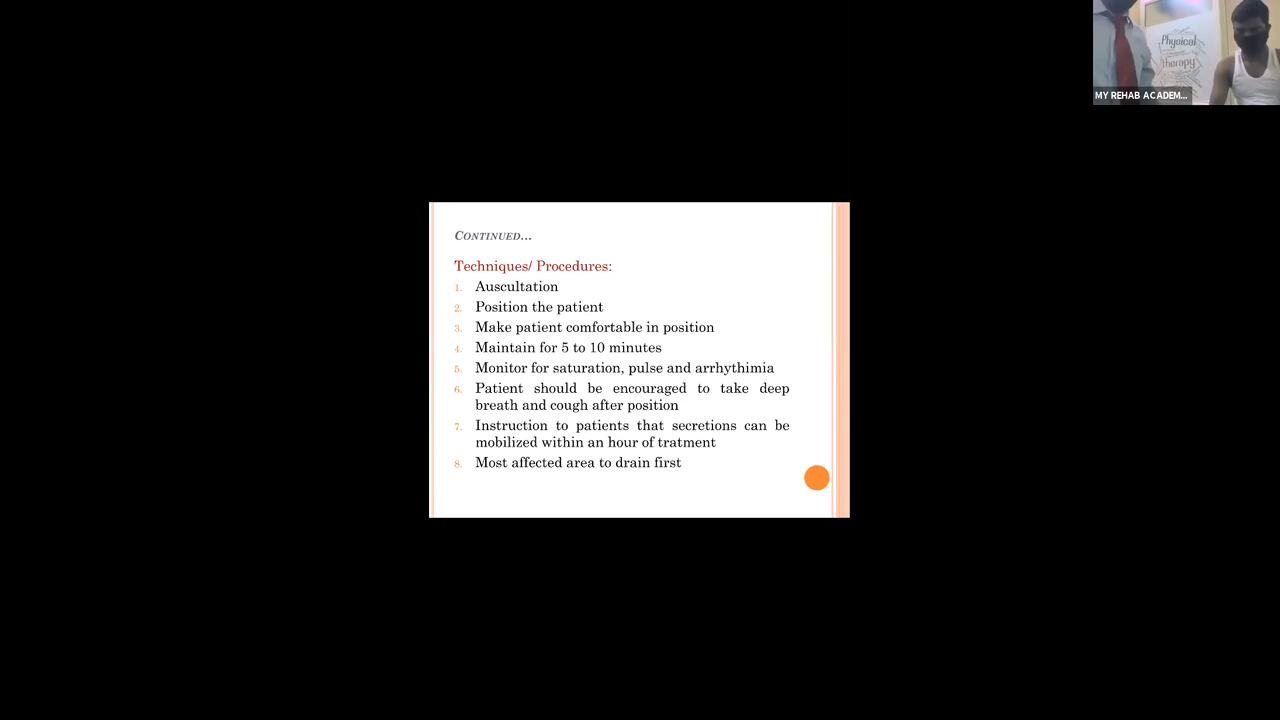 Physical
therapy
MY REHAB ACADEM...
CONTINUED...
Techniques/ Procedures:
1. Auscultation
2. Position the patient
3. Make patient comfortable in position
4. Maintain for 5 to 10 minutes
5. Monitor for saturation, pulse and arrhythimia
6. Patient should be encouraged to take deep
breath and cough after position
7. Instruction to patients that secretions can be
mobilized within an hour of tratment
8. Most affected area to drain first